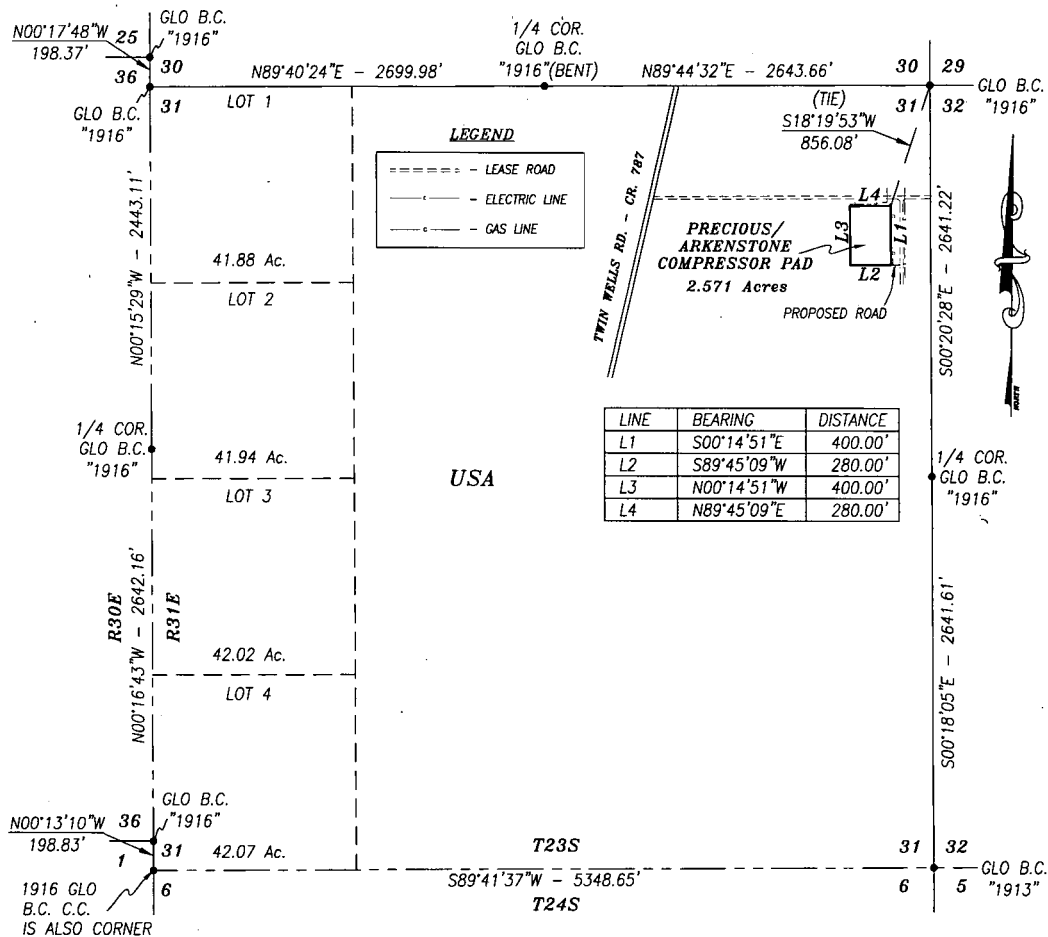 N00°17'48"W
198.37'
25
36
GLO B.C.
"1916"
30
31
GLO B.C.
"1916"
N89°40'24"E - 2699.98'
1/4 COR.
GLO B.C.
"1916"(BENT)
N89°44'32"E - 2643.66'
30
29
31
32
GLO B.C.
"1916"
(TIE)
S18°19'53"W
856.08'
LOT 1
LEGEND
- LEASE ROAD
E - ELECTRIC LINE
G - GAS LINE
TWIN WELLS RD. - CR. 787
L4
L3
L1
L2
PRECIOUS/
ARKENSTONE
COMPRESSOR PAD
2.571 Acres
PROPOSED ROAD
NORTH
N00°15'29"W - 2443.11'
S00°20'28"E - 2641.22'
41.88 Ac.
LOT 2
LINE BEARING DISTANCE
L1 S00°14'51"E 400.00'
L2 S89°45'09"W 280.00'
L3 N00°14'51"W 400.00'
L4 N89°45'09"E 280.00'
1/4 COR.
GLO B.C.
"1916"
1/4 COR.
GLO B.C.
"1916"
41.94 Ac.
LOT 3
USA
R30E
R31E
N00°16'43"W - 2642.16'
S00°18'05"E - 2641.61'
42.02 Ac.
LOT 4
N00°13'10"W
198.83'
36
1
GLO B.C.
"1916"
31
6
42.07 Ac.
T23S
S89°41'37"W - 5348.65'
T24S
31
32
6
5
GLO B.C.
"1913"
1916 GLO
B.C. C.C.
IS ALSO CORNER